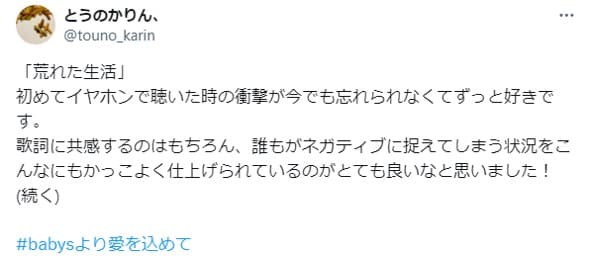 とうのかりん、
@touno_karin
「荒れた生活」
初めてイヤホンで聴いた時の衝撃が今でも忘れられなくてずっと好きで
す。
歌詞に共感するのはもちろん、誰もがネガティブに捉えてしまう状況をこ
んなにもかっこよく仕上げられているのがとても良いなと思いました！
(続く)
#babysより愛を込めて